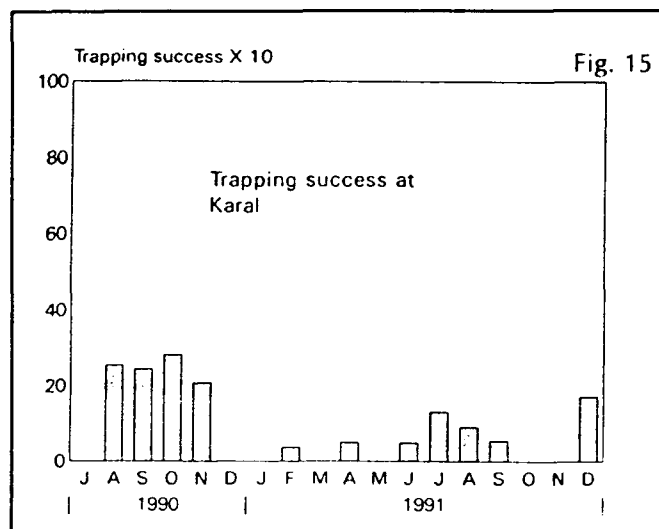 Trapping success X 10
Fig. 15
100
80
60
40
20
0
Trapping success at
Karal
J A S O N D J F M A M J J A S O N D
| 1990 | 1991 |